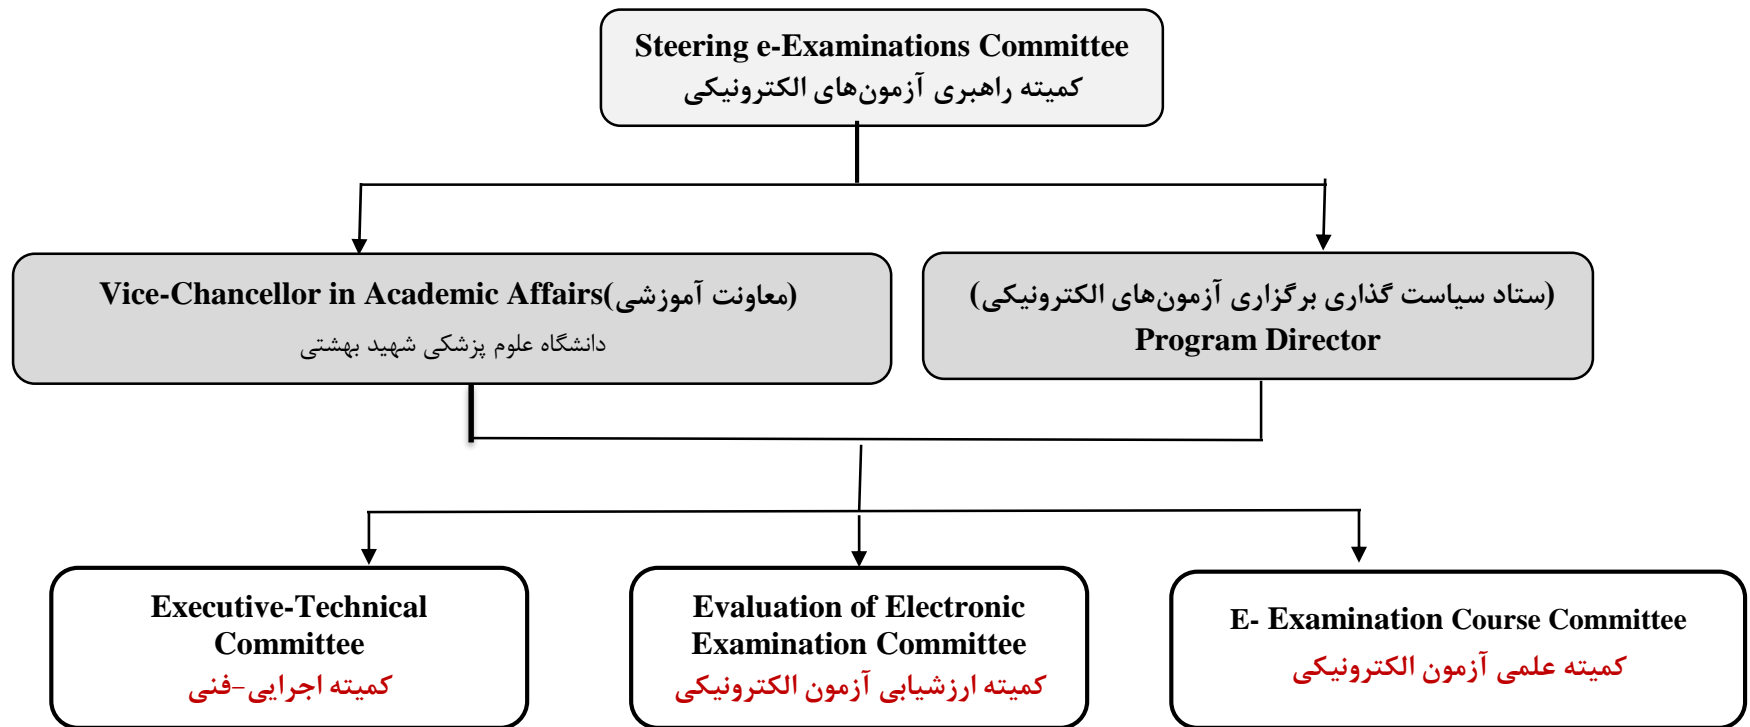 Steering e-Examinations Committee
کمیته راهبری آزمون‌های الکترونیکی
Vice-Chancellor in Academic Affairs(معاونت آموزشی)
دانشگاه علوم پزشکی شهید بهشتی
(ستاد سیاست گذاری برگزاری آزمون‌های الکترونیکی)
Program Director
Executive-Technical
Committee
کمیته اجرایی-فنی
Evaluation of Electronic
Examination Committee
کمیته ارزشیابی آزمون الکترونیکی
E- Examination Course Committee
کمیته علمی آزمون الکترونیکی